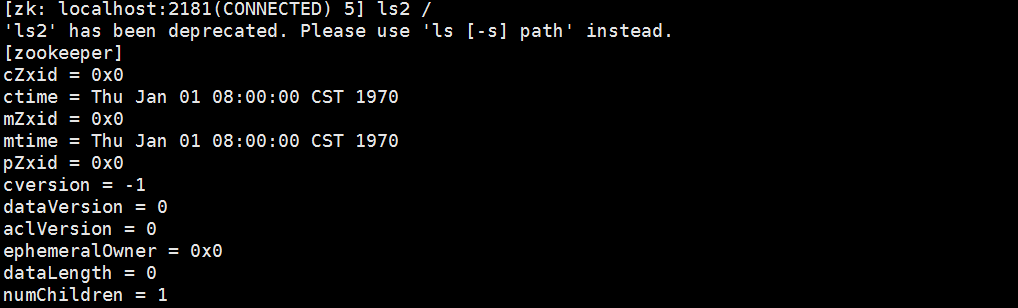 [zk: localhost:2181(CONNECTED) 5] ls2 /
'ls2' has been deprecated. Please use 'ls [-s] path' instead.
[zookeeper]
cZxid = 0x0
ctime = Thu Jan 01 08:00:00 CST 1970
mZxid = 0x0
mtime = Thu Jan 01 08:00:00 CST 1970
pZxid = 0x0
cversion = -1
dataVersion = 0
aclVersion = 0
ephemeralOwner = 0x0
dataLength = 0
numChildren = 1